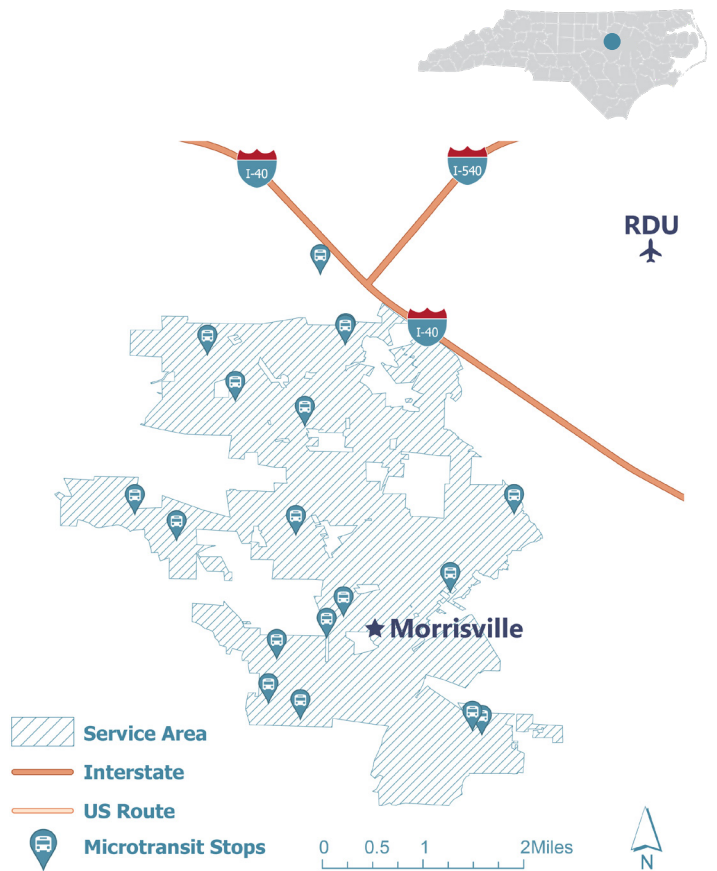 I-40
I-540
RDU
I-40
Morrisville
Service Area
Interstate
US Route
Microtransit Stops
0 0.5 1 2Miles
N